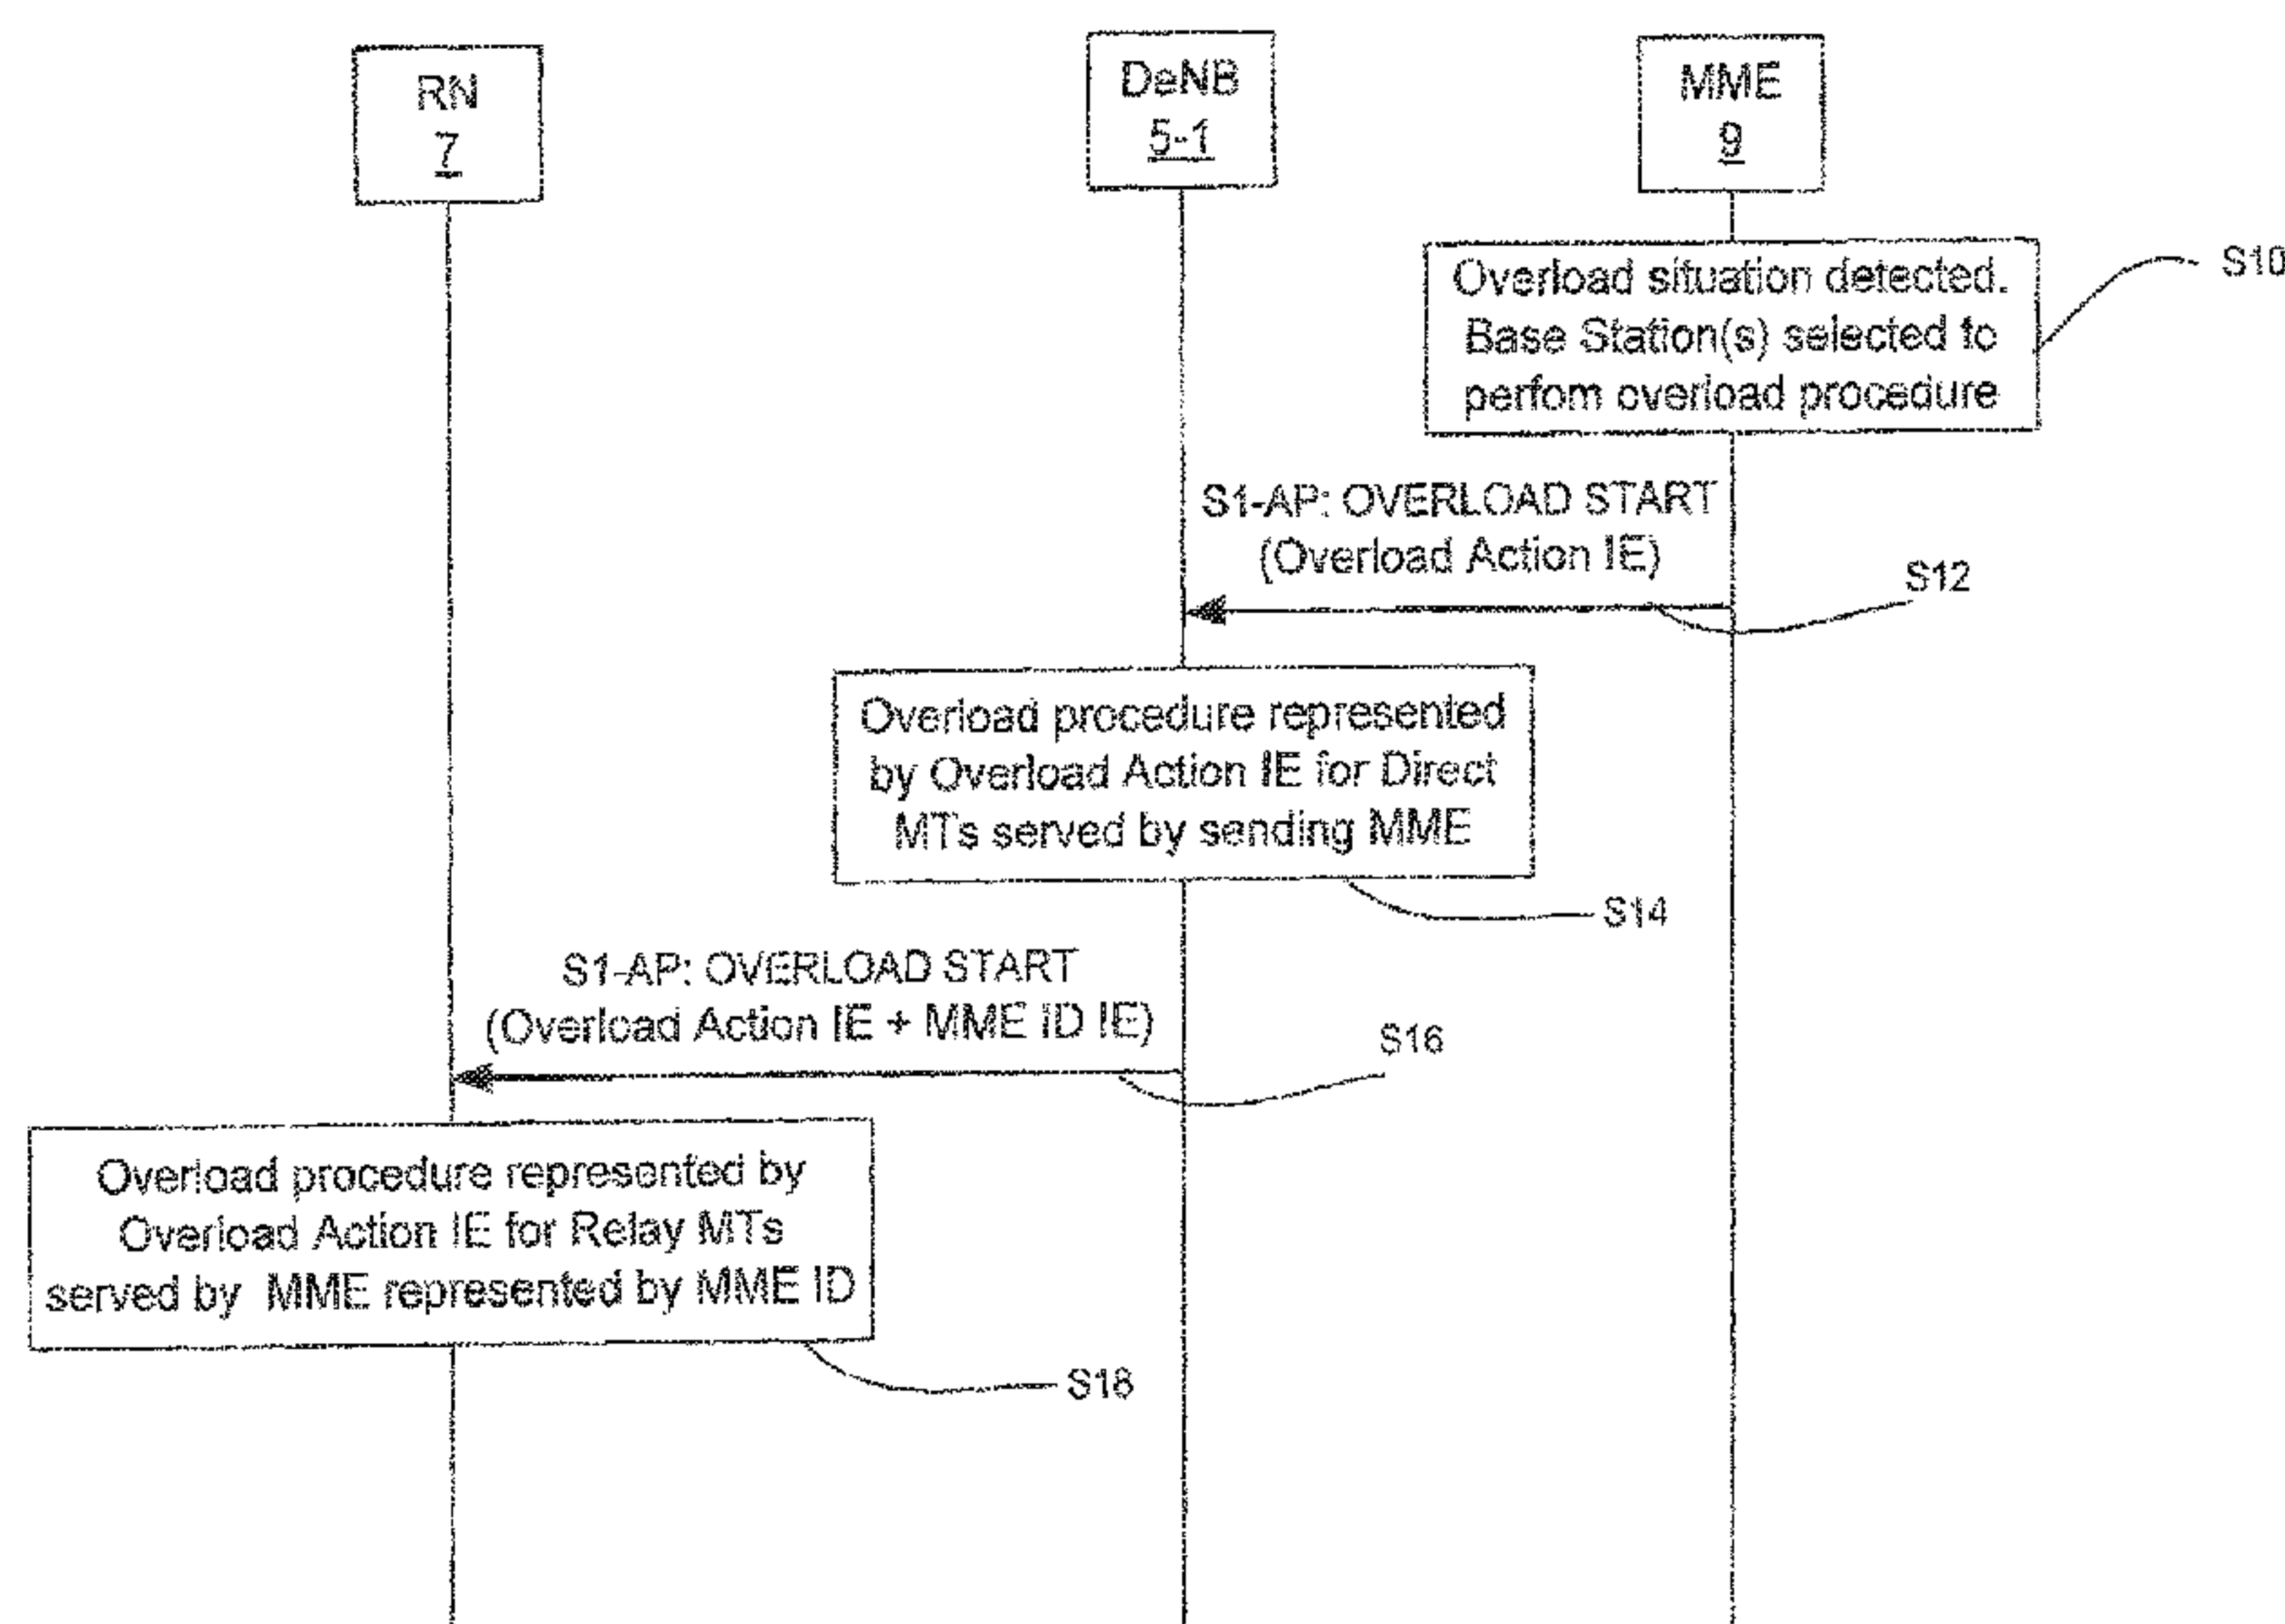 RN
7
DeNB
5-1
MME
9
Overload situation detected.
Base Station(s) selected to
perfom overload procedure
S10
S1-AP: OVERLOAD START
(Overload Action IE)
S12
Overload procedure represented
by Overload Action IE for Direct
MTs served by sending MME
S14
S1-AP: OVERLOAD START
(Overload Action IE + MME ID IE)
S16
Overload procedure represented by
Overload Action IE for Relay MTs
served by MME represented by MME ID
S18